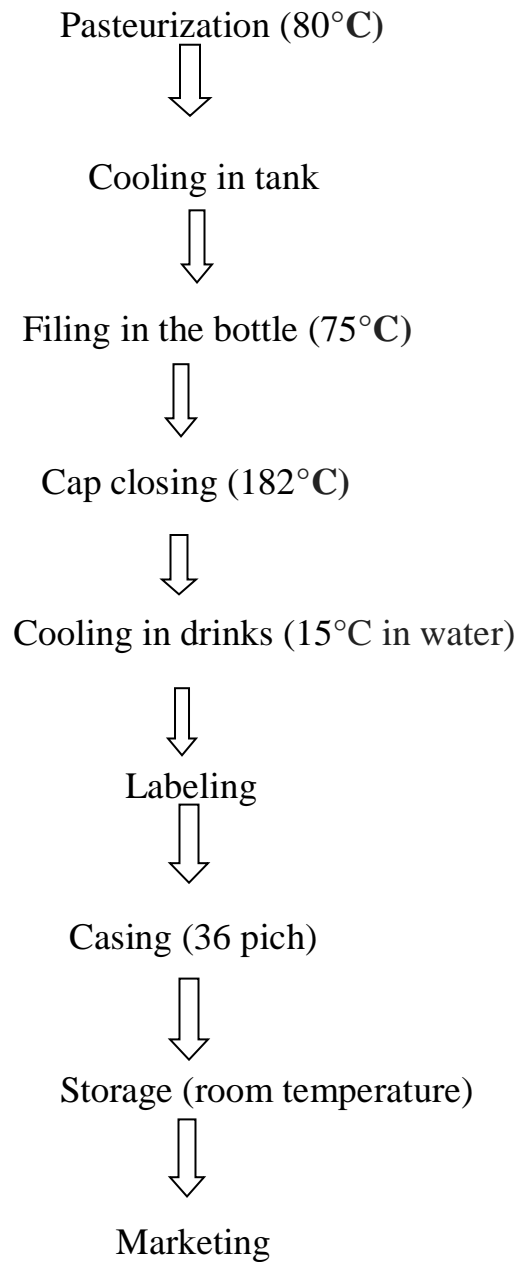 Pasteurization (80°C)
Cooling in tank
Filing in the bottle (75°C)
Cap closing (182°C)
Cooling in drinks (15°C in water)
Labeling
Casing (36 pich)
Storage (room temperature)
Marketing